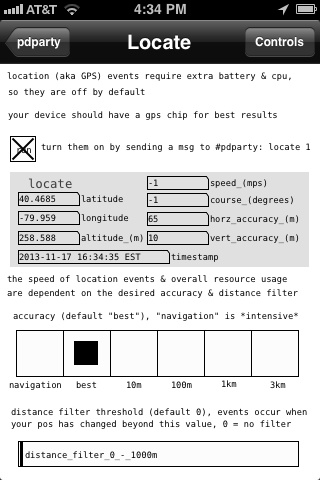 AT&T 4:34 PM
pdparty Locate Controls
location (aka GPS) events require extra battery & cpu,
so they are off by default
your device should have a gps chip for best results
turn them on by sending a msg to #pdparty: locate 1
locate
40.4685 latitude
-79.959 longitude
258.588 altitude_(m)
-1 speed_(mps)
-1 course_(degrees)
65 horz_accuracy_(m)
10 vert_accuracy_(m)
2013-11-17 16:34:35 EST timestamp
the speed of location events & overall resource usage
are dependent on the desired accuracy & distance filter
accuracy (default "best"), "navigation" is *intensive*
navigation best 10m 100m 1km 3km
distance filter threshold (default 0), events occur when
your pos has changed beyond this value, 0 = no filter
distance_filter_0_-_1000m